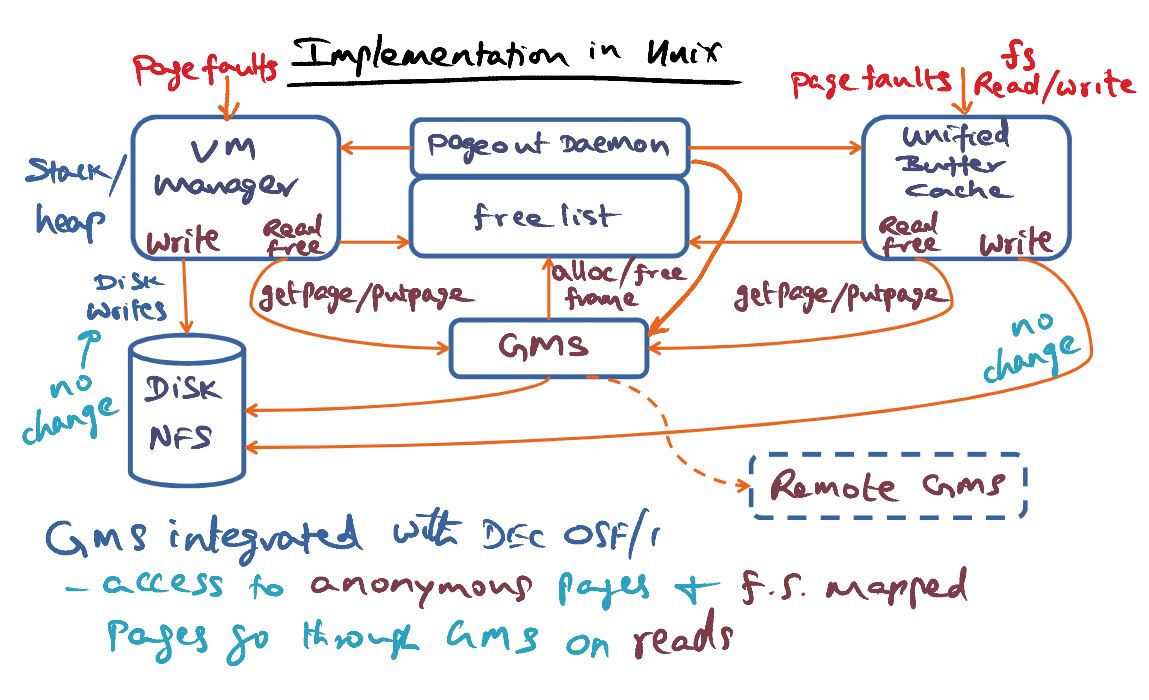 Implementation in Unix
Page faults
page faults
fs
Read/write
VM
manager
Write
Read
free
Stack/
heap
pageout Daemon
free list
Unified
Buffer
Cache
Read
free
Write
Disk
writes
getpage/putpage
alloc/free
frame
getpage/putpage
GMS
no
change
no
change
DiSK
NFS
Remote GMS
GMS integrated with DEC OSF/1
- access to anonymous pages + f.s. mapped
pages go through GMS on reads